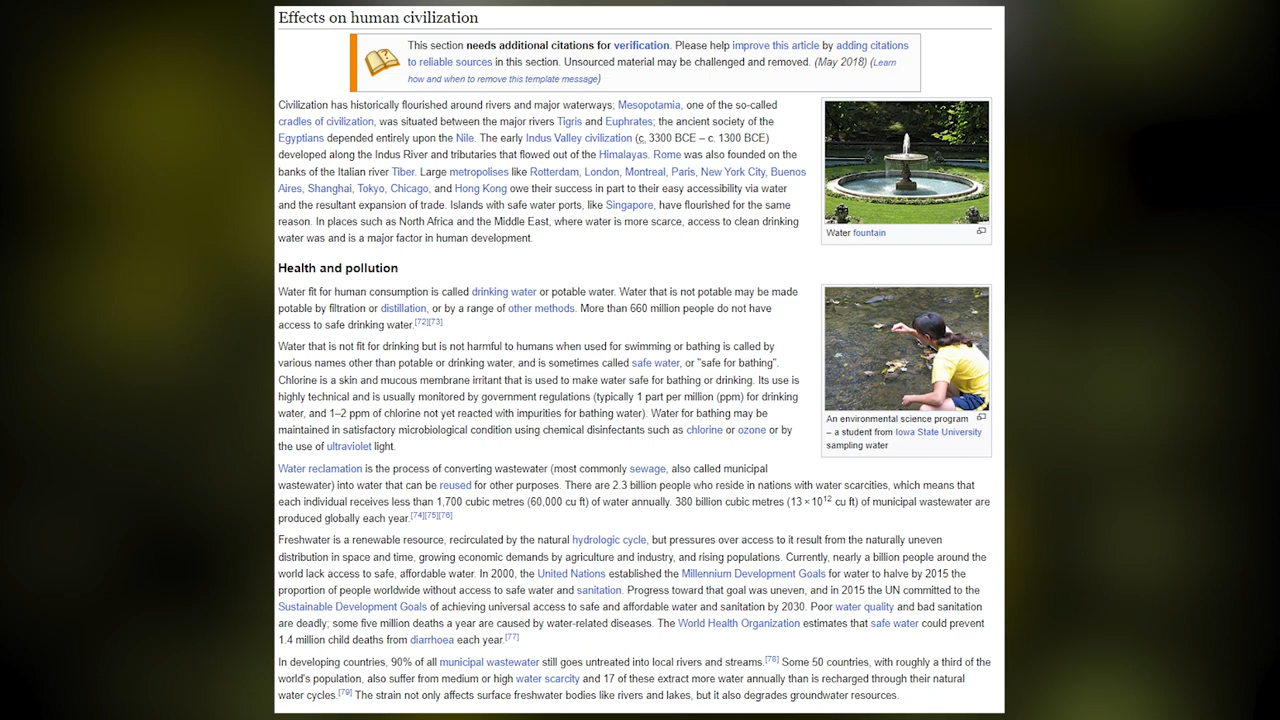 Effects on human civilization
This section needs additional citations for verification. Please help improve this article by adding citations
to reliable sources in this section. Unsourced material may be challenged and removed. (May 2018) (Learn
how and when to remove this template message)
Civilization has historically flourished around rivers and major waterways; Mesopotamia, one of the so-called
cradles of civilization, was situated between the major rivers Tigris and Euphrates; the ancient society of the
Egyptians depended entirely upon the Nile. The early Indus Valley civilization (c. 3300 BCE – c. 1300 BCE)
developed along the Indus River and tributaries that flowed out of the Himalayas. Rome was also founded on the
banks of the Italian river Tiber. Large metropolises like Rotterdam, London, Montreal, Paris, New York City, Buenos
Aires, Shanghai, Tokyo, Chicago, and Hong Kong owe their success in part to their easy accessibility via water
and the resultant expansion of trade. Islands with safe water ports, like Singapore, have flourished for the same
reason. In places such as North Africa and the Middle East, where water is more scarce, access to clean drinking
water was and is a major factor in human development.
Water fountain
Health and pollution
Water fit for human consumption is called drinking water or potable water. Water that is not potable may be made
potable by filtration or distillation, or by a range of other methods. More than 660 million people do not have
access to safe drinking water.[72][73]
Water that is not fit for drinking but is not harmful to humans when used for swimming or bathing is called by
various names other than potable or drinking water, and is sometimes called safe water, or "safe for bathing".
Chlorine is a skin and mucous membrane irritant that is used to make water safe for bathing or drinking. Its use is
highly technical and is usually monitored by government regulations (typically 1 part per million (ppm) for drinking
water, and 1–2 ppm of chlorine not yet reacted with impurities for bathing water). Water for bathing may be
maintained in satisfactory microbiological condition using chemical disinfectants such as chlorine or ozone or by
the use of ultraviolet light.
An environmental science program
– a student from Iowa State University
sampling water
Water reclamation is the process of converting wastewater (most commonly sewage, also called municipal
wastewater) into water that can be reused for other purposes. There are 2.3 billion people who reside in nations with water scarcities, which means that
each individual receives less than 1,700 cubic metres (60,000 cu ft) of water annually. 380 billion cubic metres (13 × 10¹² cu ft) of municipal wastewater are
produced globally each year.[74][75][76]
Freshwater is a renewable resource, recirculated by the natural hydrologic cycle, but pressures over access to it result from the naturally uneven
distribution in space and time, growing economic demands by agriculture and industry, and rising populations. Currently, nearly a billion people around the
world lack access to safe, affordable water. In 2000, the United Nations established the Millennium Development Goals for water to halve by 2015 the
proportion of people worldwide without access to safe water and sanitation. Progress toward that goal was uneven, and in 2015 the UN committed to the
Sustainable Development Goals of achieving universal access to safe and affordable water and sanitation by 2030. Poor water quality and bad sanitation
are deadly; some five million deaths a year are caused by water-related diseases. The World Health Organization estimates that safe water could prevent
1.4 million child deaths from diarrhoea each year.[77]
In developing countries, 90% of all municipal wastewater still goes untreated into local rivers and streams.[78] Some 50 countries, with roughly a third of the
world's population, also suffer from medium or high water scarcity and 17 of these extract more water annually than is recharged through their natural
water cycles.[79] The strain not only affects surface freshwater bodies like rivers and lakes, but it also degrades groundwater resources.